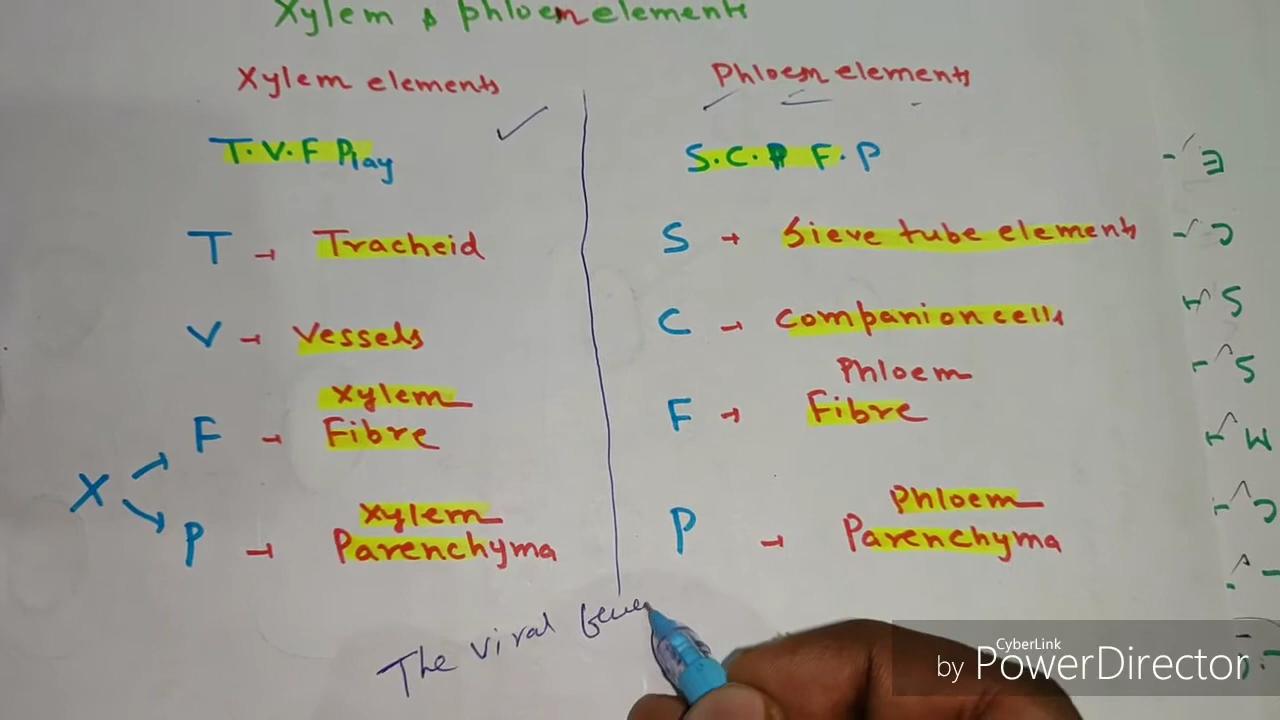 Xylem & phloem elements
Xylem elements
T.V.F Play
T → Tracheid
V → Vessels
F → Xylem Fibre
X
P → Xylem Parenchyma
Phloem elements
S.C. F.P
S → Sieve tube element
C → Companion cells
F → Phloem Fibre
P → Phloem Parenchyma
The viral
CyberLink
by PowerDirector